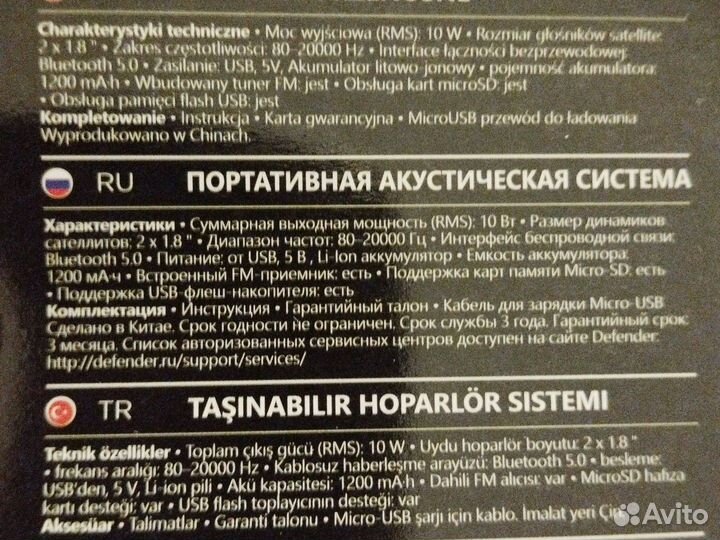 Charakterystyki techniczne • Moc wyjściowa (RMS): 10 W • Rozmiar głośników satellite:
2 x 1.8 " • Zakres częstotliwości: 80–20000 Hz • Interface łączności bezprzewodowej:
Bluetooth 5.0 • Zasilanie: USB, 5V, Akumulator litowo-jonowy • pojemność akumulatora:
1200 mA·h • Wbudowany tuner FM: jest • Obsługa kart microSD: jest
• Obsługa pamięci flash USB: jest
Kompletowanie • Instrukcja • Karta gwarancyjna • MicroUSB przewód do ładowania
Wyprodukowano w Chinach.
RU ПОРТАТИВНАЯ АКУСТИЧЕСКАЯ СИСТЕМА
Характеристики • Суммарная выходная мощность (RMS): 10 Вт • Размер динамиков
сателлитов: 2 x 1.8 " • Диапазон частот: 80–20000 Гц • Интерфейс беспроводной связи:
Bluetooth 5.0 • Питание: от USB, 5 В, Li-Ion аккумулятор • Емкость аккумулятора:
1200 мА·ч • Встроенный FM-приемник: есть • Поддержка карт памяти Micro-SD: есть
• Поддержка USB-флеш-накопителя: есть
Комплектация • Инструкция • Гарантийный талон • Кабель для зарядки Micro-USB
Сделано в Китае. Срок годности не ограничен. Срок службы 3 года. Гарантийный срок:
3 месяца. Список авторизованных сервисных центров доступен на сайте Defender:
http://defender.ru/support/services/
TR TAŞINABILIR HOPARLÖR SISTEMI
Teknik özellikler • Toplam çıkış gücü (RMS): 10 W • Uydu hoparlör boyutu: 2 x 1.8 "
• frekans aralığı: 80–20000 Hz • Kablosuz haberleşme arayüzü: Bluetooth 5.0 • besleme:
USB'den, 5 V, Li-ion pili • Akü kapasitesi: 1200 mA·h • Dahili FM alıcısı: var • MicroSD hafıza
kartı desteği: var • USB flash toplayıcının desteği: var
Aksesüar • Talimatlar • Garanti talonu • Micro-USB şarjı için kablo. İmalat yeri Çin
Avito